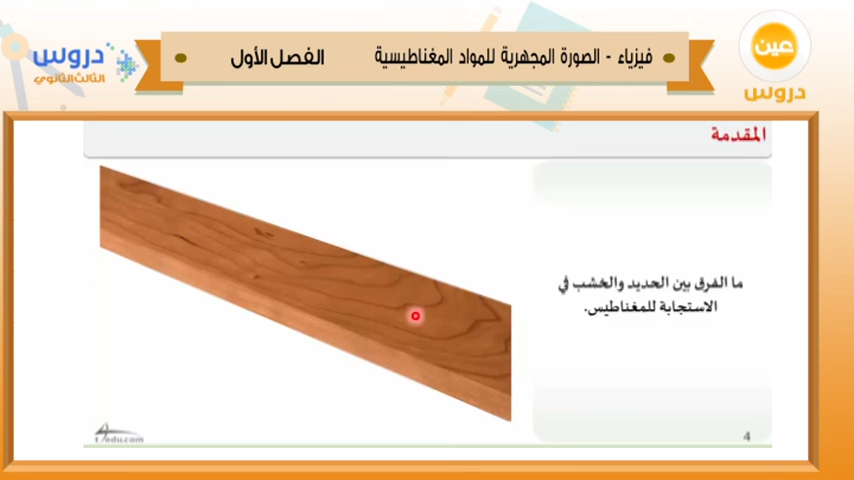 عين
دروس
فيزياء - الصورة المجهرية للمواد المغناطيسية
الفصل الأول
دروس
الثالث الثانوي
المقدمة
ما الفرق بين الحديد والخشب في
الاستجابة للمغناطيس.
4